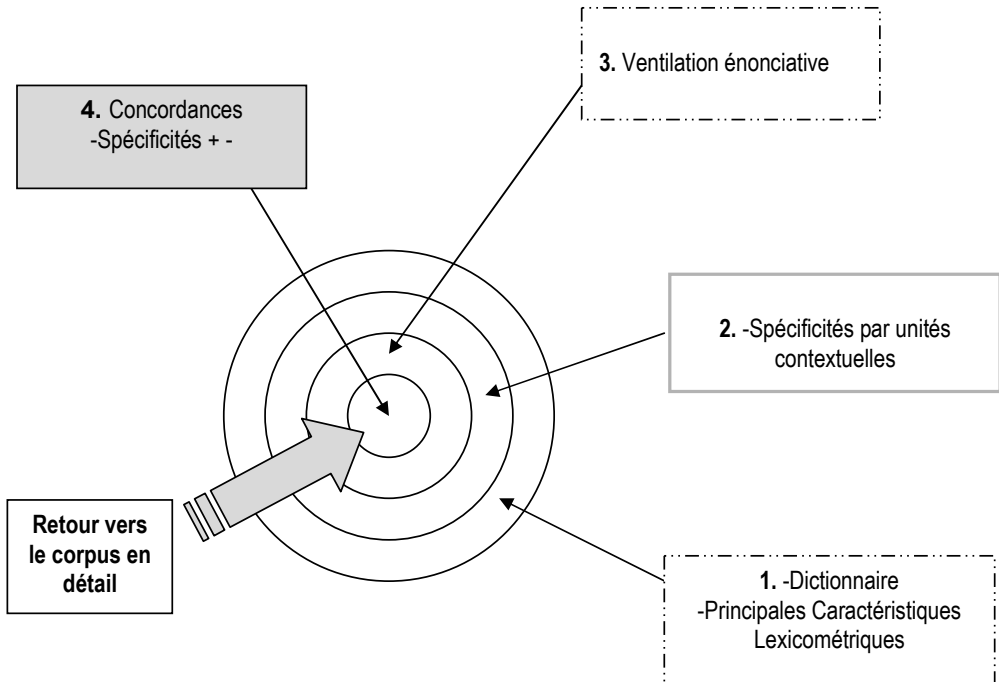 3. Ventilation énonciative
4. Concordances
-Spécificités + -
2. -Spécificités par unités
contextuelles
Retour vers
le corpus en
détail
1. -Dictionnaire
-Principales Caractéristiques
Lexicométriques